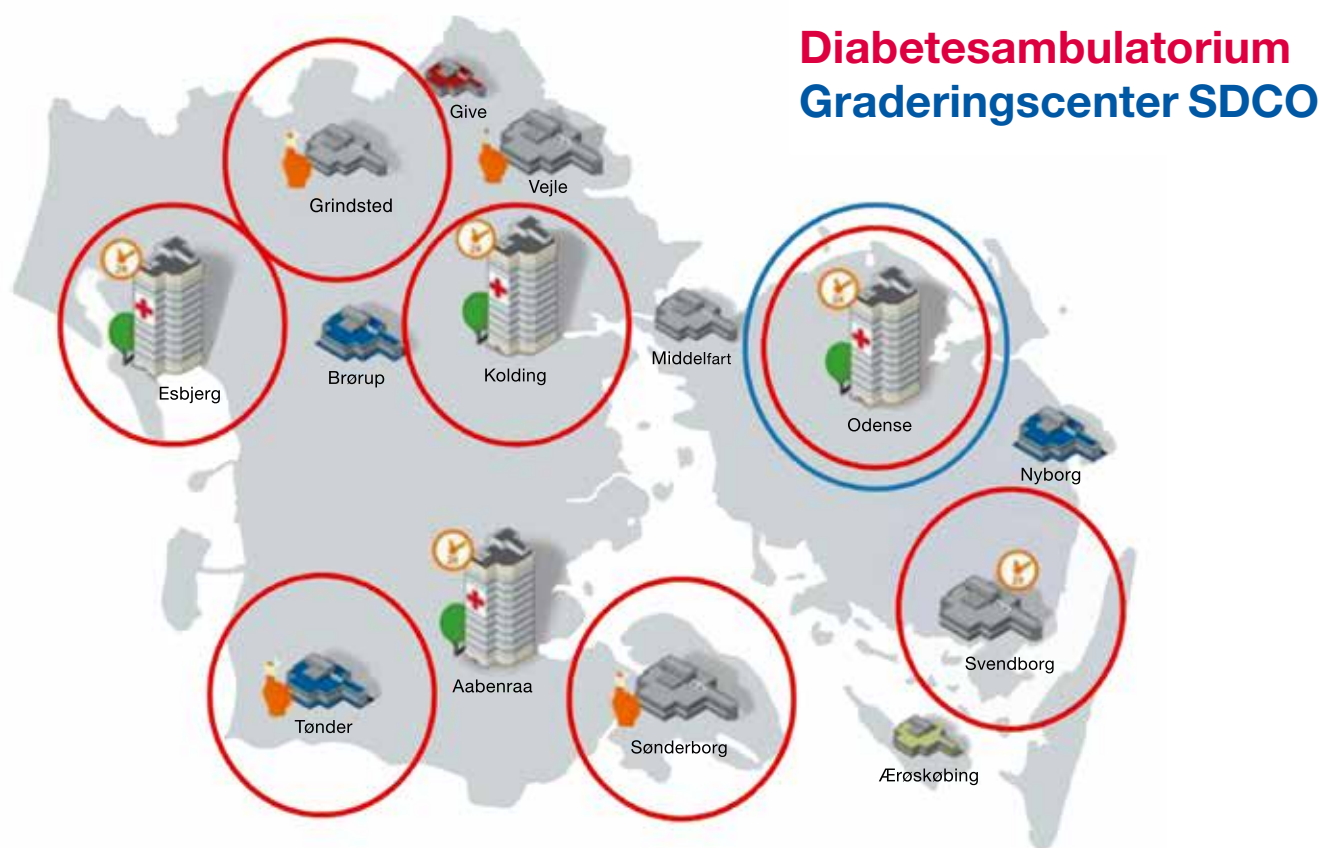 Diabetesambulatorium
Graderingscenter SDCO
Give
Vejle
Grindsted
Esbjerg
Brørup
Kolding
Middelfart
Odense
Nyborg
Aabenraa
Svendborg
Tønder
Sønderborg
Ærøskøbing